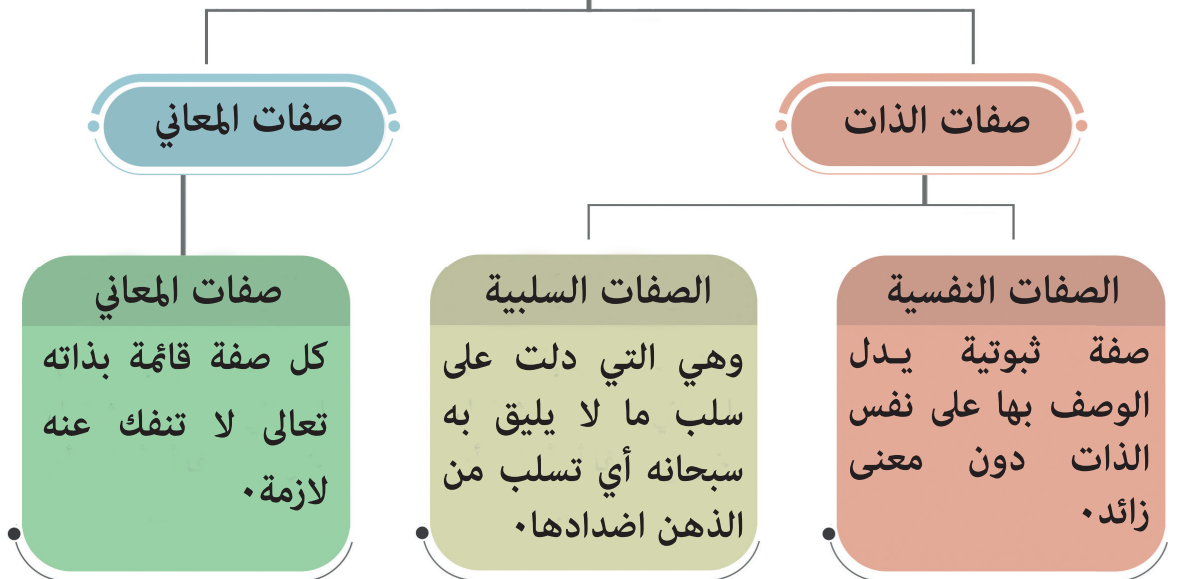 صفات الذات
صفات المعاني
الصفات النفسية
صفة ثبوتية يـدل
الوصف بها على نفس
الذات دون معنى
زائد.
الصفات السلبية
وهي التي دلت على
سلب ما لا يليق به
سبحانه أي تسلب من
الذهن اضدادها.
صفات المعاني
كل صفة قائمة بذاته
تعالى لا تنفك عنه
لازمة.